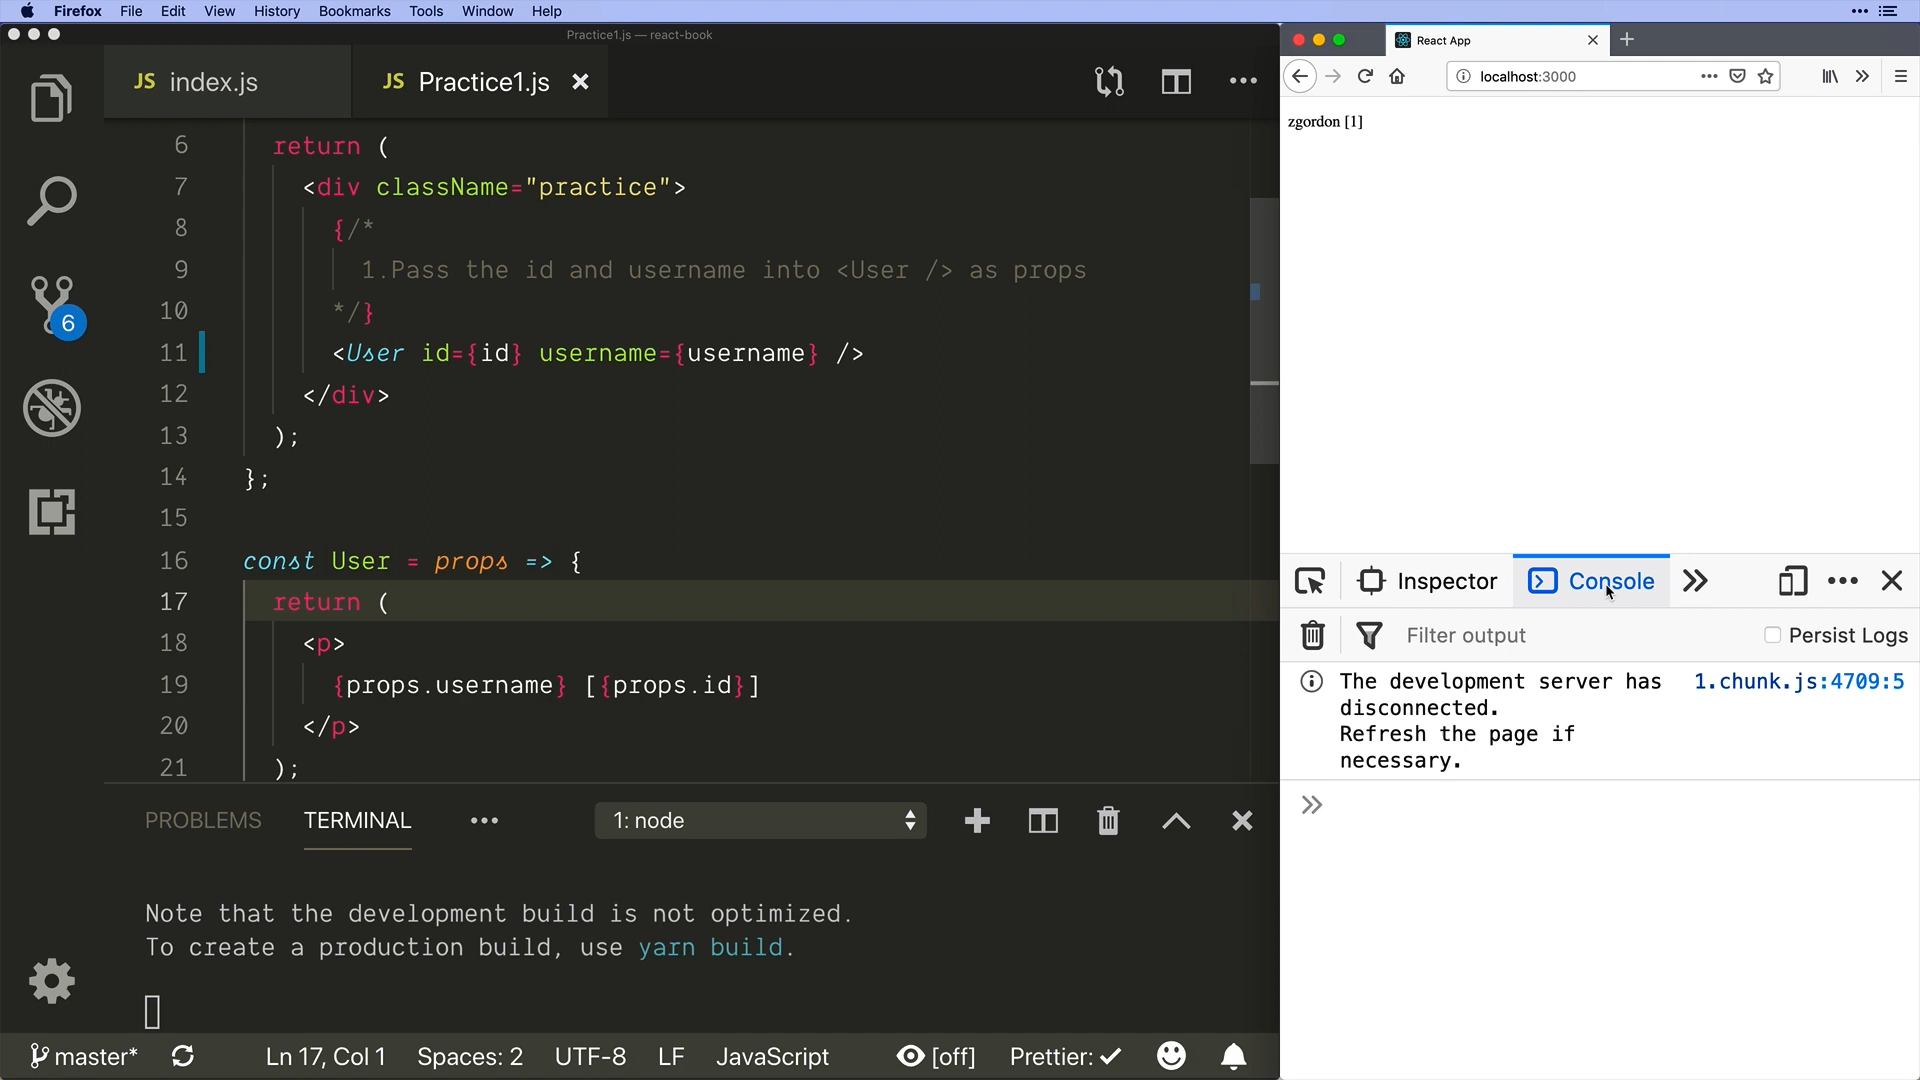 Firefox File Edit View History Bookmarks Tools Window Help
Practice1.js — react-book
JS index.js
JS Practice1.js
6 return (
7 <div className="practice">
8 {/*
9 1.Pass the id and username into <User /> as props
10 */}
11 <User id={id} username={username} />
12 </div>
13 );
14 };
15
16 const User = props => {
17 return (
18 <p>
19 {props.username} [{props.id}]
20 </p>
21 );
6
PROBLEMS TERMINAL
1: node
Note that the development build is not optimized.
To create a production build, use yarn build.
master* Ln 17, Col 1 Spaces: 2 UTF-8 LF JavaScript [off] Prettier: ✓
React App
localhost:3000
zgordon [1]
Inspector Console
Filter output Persist Logs
The development server has 1.chunk.js:4709:5
disconnected.
Refresh the page if
necessary.